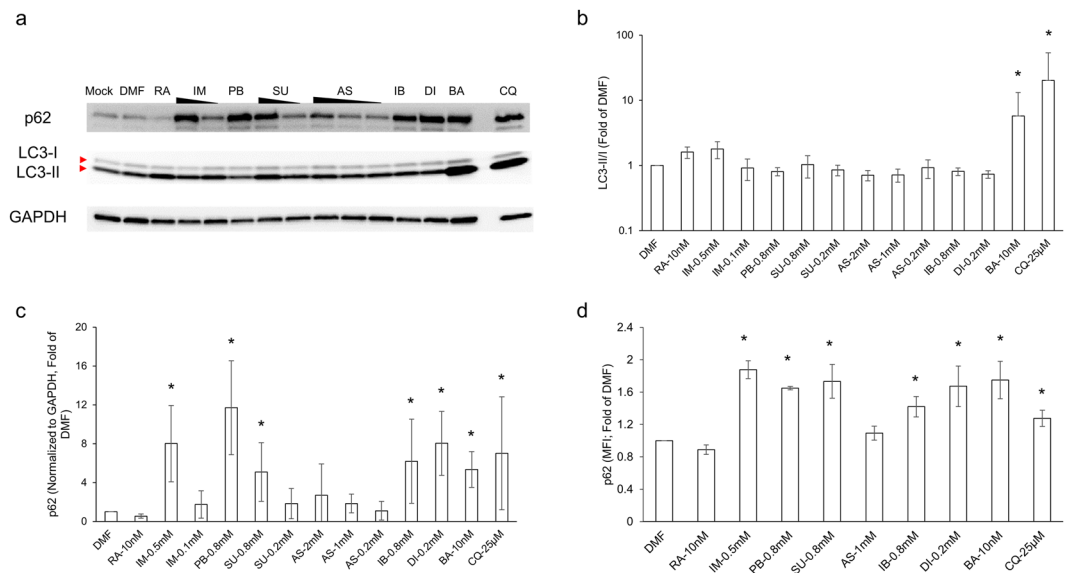 a
Mock DMF RA IM PB SU AS IB DI BA CQ
p62
LC3-I
LC3-II
GAPDH
b
LC3-II/I (Fold of DMF)
100
10
1
0.1
DMF
RA-10nM
IM-0.5mM
IM-0.1mM
PB-0.8mM
SU-0.8mM
SU-0.2mM
AS-2mM
AS-1mM
AS-0.2mM
IB-0.8mM
DI-0.2mM
BA-10nM
CQ-25µM
* *
c
p62 (Normalized to GAPDH, Fold of
DMF)
20
16
12
8
4
0
* * * * * * *
DMF
RA-10nM
IM-0.5mM
IM-0.1mM
PB-0.8mM
SU-0.8mM
SU-0.2mM
AS-2mM
AS-1mM
AS-0.2mM
IB-0.8mM
DI-0.2mM
BA-10nM
CQ-25µM
d
p62 (MFI; Fold of DMF)
2.4
2
1.6
1.2
0.8
0.4
0
* * * * * * *
DMF
RA-10nM
IM-0.5mM
PB-0.8mM
SU-0.8mM
AS-1mM
IB-0.8mM
DI-0.2mM
BA-10nM
CQ-25µM